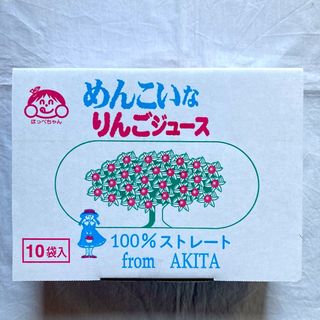 めんこいな
りんごジュース
ほっぺちゃん
100%ストレート
from AKITA
10袋入